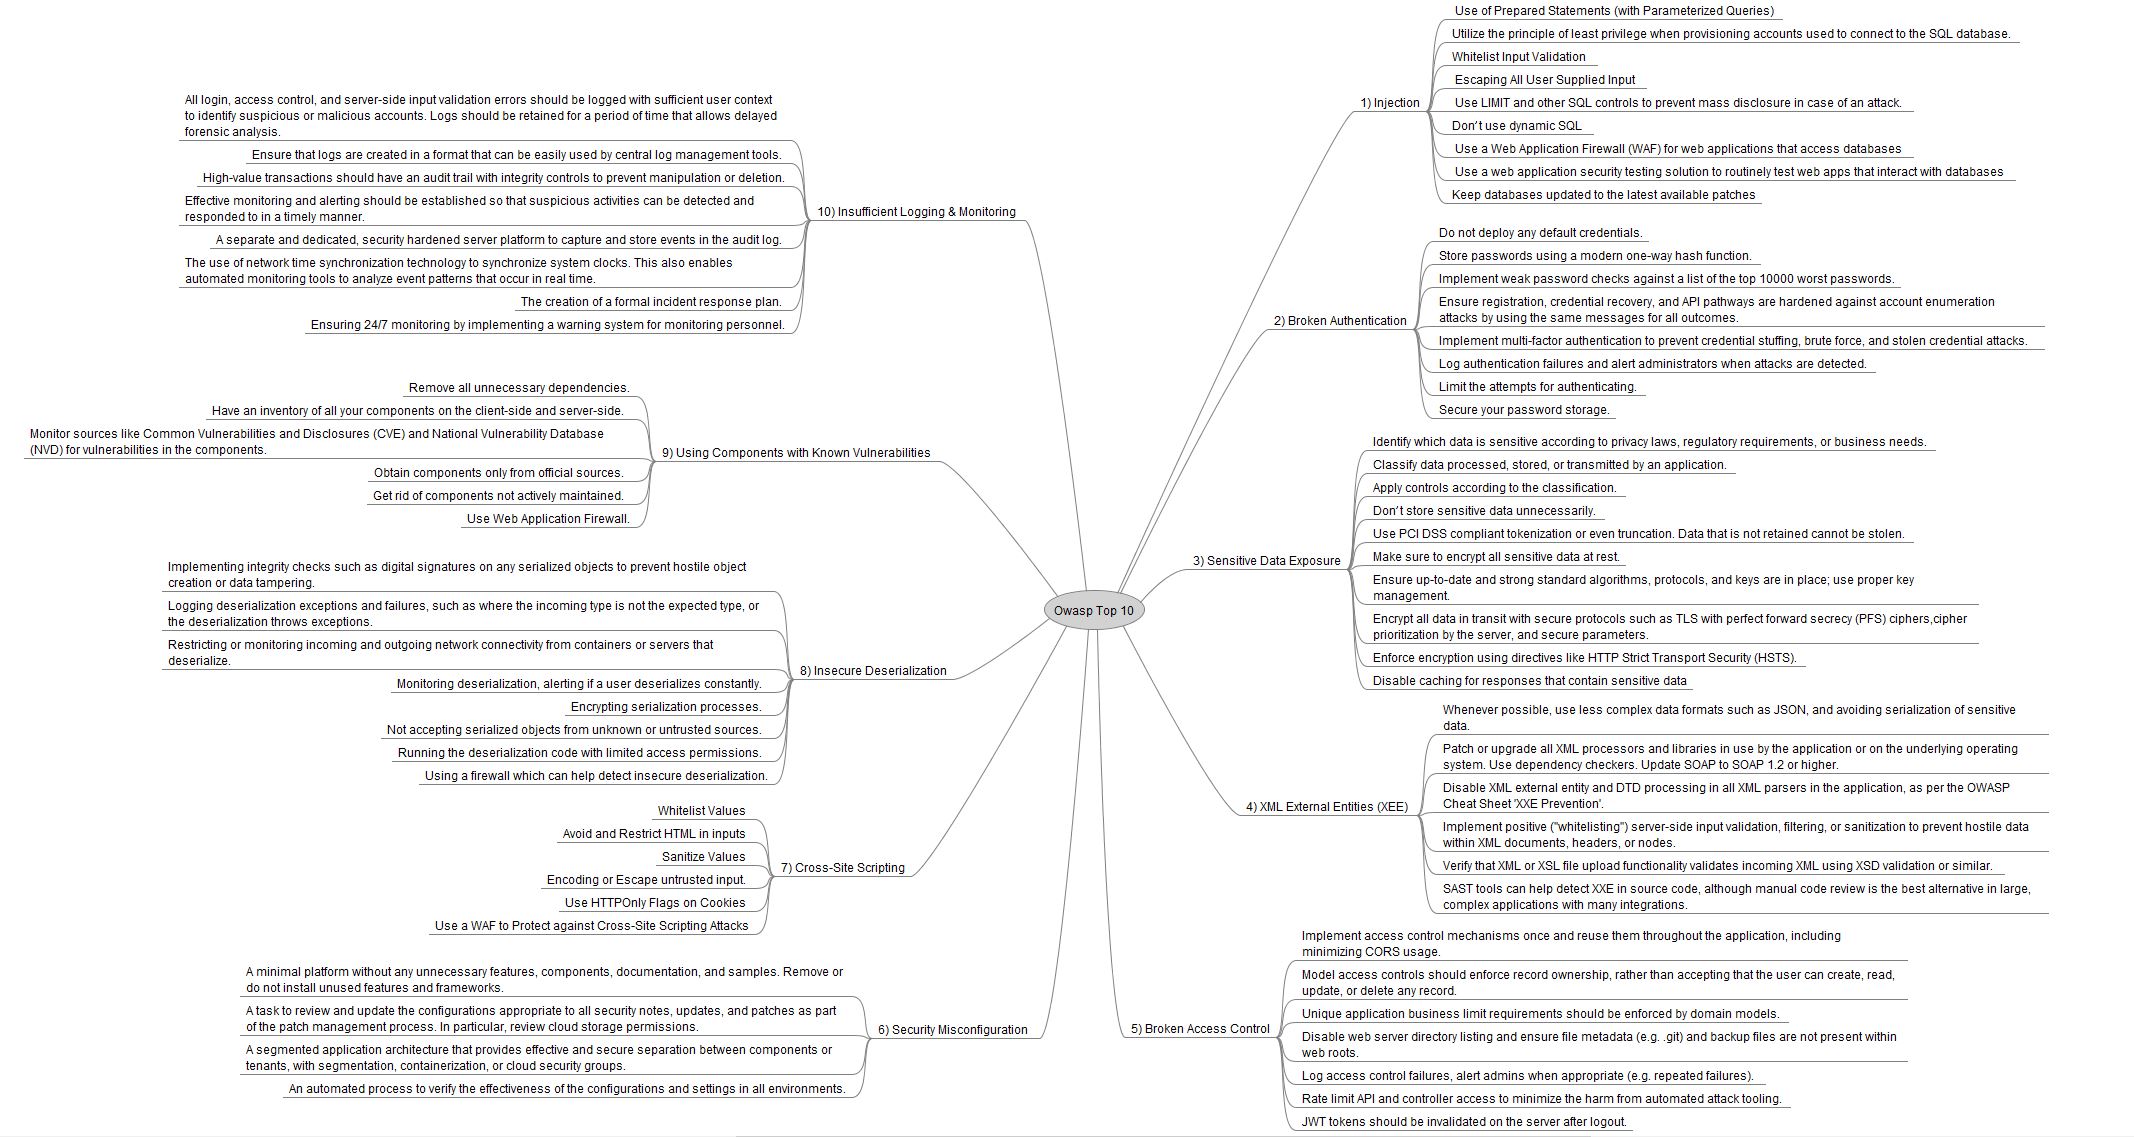 Owasp Top 10
1) Injection
Use of Prepared Statements (with Parameterized Queries)
Utilize the principle of least privilege when provisioning accounts used to connect to the SQL database.
Whitelist Input Validation
Escaping All User Supplied Input
Use LIMIT and other SQL controls to prevent mass disclosure in case of an attack.
Don't use dynamic SQL
Use a Web Application Firewall (WAF) for web applications that access databases
Use a web application security testing solution to routinely test web apps that interact with databases
Keep databases updated to the latest available patches
2) Broken Authentication
Do not deploy any default credentials.
Store passwords using a modern one-way hash function.
Implement weak password checks against a list of the top 10000 worst passwords.
Ensure registration, credential recovery, and API pathways are hardened against account enumeration
attacks by using the same messages for all outcomes.
Implement multi-factor authentication to prevent credential stuffing, brute force, and stolen credential attacks.
Log authentication failures and alert administrators when attacks are detected.
Limit the attempts for authenticating.
Secure your password storage.
3) Sensitive Data Exposure
Identify which data is sensitive according to privacy laws, regulatory requirements, or business needs.
Classify data processed, stored, or transmitted by an application.
Apply controls according to the classification.
Don't store sensitive data unnecessarily.
Use PCI DSS compliant tokenization or even truncation. Data that is not retained cannot be stolen.
Make sure to encrypt all sensitive data at rest.
Ensure up-to-date and strong standard algorithms, protocols, and keys are in place; use proper key
management.
Encrypt all data in transit with secure protocols such as TLS with perfect forward secrecy (PFS) ciphers,cipher
prioritization by the server, and secure parameters.
Enforce encryption using directives like HTTP Strict Transport Security (HSTS).
Disable caching for responses that contain sensitive data
4) XML External Entities (XEE)
Whenever possible, use less complex data formats such as JSON, and avoiding serialization of sensitive
data.
Patch or upgrade all XML processors and libraries in use by the application or on the underlying operating
system. Use dependency checkers. Update SOAP to SOAP 1.2 or higher.
Disable XML external entity and DTD processing in all XML parsers in the application, as per the OWASP
Cheat Sheet 'XXE Prevention'.
Implement positive ("whitelisting") server-side input validation, filtering, or sanitization to prevent hostile data
within XML documents, headers, or nodes.
Verify that XML or XSL file upload functionality validates incoming XML using XSD validation or similar.
SAST tools can help detect XXE in source code, although manual code review is the best alternative in large,
complex applications with many integrations.
5) Broken Access Control
Implement access control mechanisms once and reuse them throughout the application, including
minimizing CORS usage.
Model access controls should enforce record ownership, rather than accepting that the user can create, read,
update, or delete any record.
Unique application business limit requirements should be enforced by domain models.
Disable web server directory listing and ensure file metadata (e.g. .git) and backup files are not present within
web roots.
Log access control failures, alert admins when appropriate (e.g. repeated failures).
Rate limit API and controller access to minimize the harm from automated attack tooling.
JWT tokens should be invalidated on the server after logout.
6) Security Misconfiguration
A minimal platform without any unnecessary features, components, documentation, and samples. Remove or
do not install unused features and frameworks.
A task to review and update the configurations appropriate to all security notes, updates, and patches as part
of the patch management process. In particular, review cloud storage permissions.
A segmented application architecture that provides effective and secure separation between components or
tenants, with segmentation, containerization, or cloud security groups.
An automated process to verify the effectiveness of the configurations and settings in all environments.
7) Cross-Site Scripting
Whitelist Values
Avoid and Restrict HTML in inputs
Sanitize Values
Encoding or Escape untrusted input.
Use HTTPOnly Flags on Cookies
Use a WAF to Protect against Cross-Site Scripting Attacks
8) Insecure Deserialization
Implementing integrity checks such as digital signatures on any serialized objects to prevent hostile object
creation or data tampering.
Logging deserialization exceptions and failures, such as where the incoming type is not the expected type, or
the deserialization throws exceptions.
Restricting or monitoring incoming and outgoing network connectivity from containers or servers that
deserialize.
Monitoring deserialization, alerting if a user deserializes constantly.
Encrypting serialization processes.
Not accepting serialized objects from unknown or untrusted sources.
Running the deserialization code with limited access permissions.
Using a firewall which can help detect insecure deserialization.
9) Using Components with Known Vulnerabilities
Remove all unnecessary dependencies.
Have an inventory of all your components on the client-side and server-side.
Monitor sources like Common Vulnerabilities and Disclosures (CVE) and National Vulnerability Database
(NVD) for vulnerabilities in the components.
Obtain components only from official sources.
Get rid of components not actively maintained.
Use Web Application Firewall.
10) Insufficient Logging & Monitoring
All login, access control, and server-side input validation errors should be logged with sufficient user context
to identify suspicious or malicious accounts. Logs should be retained for a period of time that allows delayed
forensic analysis.
Ensure that logs are created in a format that can be easily used by central log management tools.
High-value transactions should have an audit trail with integrity controls to prevent manipulation or deletion.
Effective monitoring and alerting should be established so that suspicious activities can be detected and
responded to in a timely manner.
A separate and dedicated, security hardened server platform to capture and store events in the audit log.
The use of network time synchronization technology to synchronize system clocks. This also enables
automated monitoring tools to analyze event patterns that occur in real time.
The creation of a formal incident response plan.
Ensuring 24/7 monitoring by implementing a warning system for monitoring personnel.